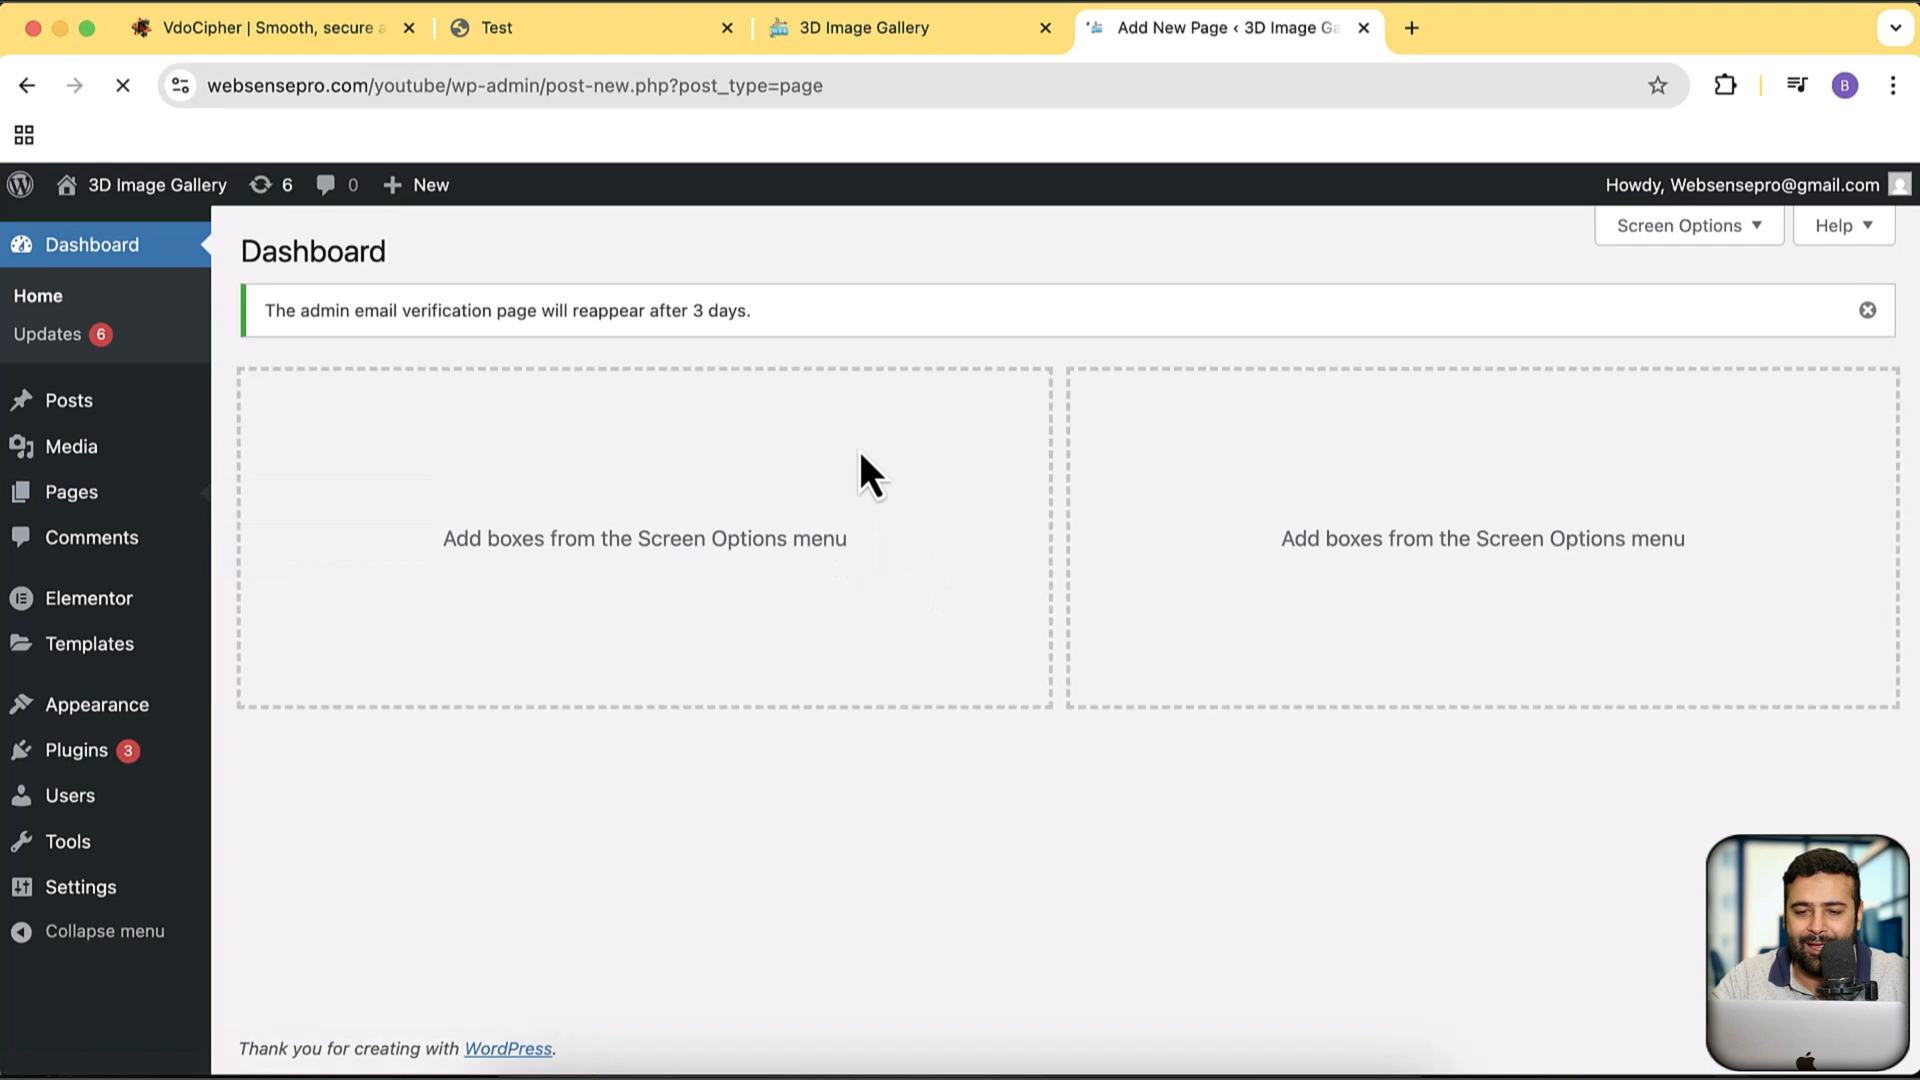 VdoCipher | Smooth, secure a
Test
3D Image Gallery
Add New Page ‹ 3D Image Ga
websensepro.com/youtube/wp-admin/post-new.php?post_type=page
B
3D Image Gallery
6
0
New
Howdy, Websensepro@gmail.com
Screen Options
Help
Dashboard
Home
Updates 6
Posts
Media
Pages
Comments
Elementor
Templates
Appearance
Plugins 3
Users
Tools
Settings
Collapse menu
Dashboard
The admin email verification page will reappear after 3 days.
Add boxes from the Screen Options menu
Add boxes from the Screen Options menu
Thank you for creating with WordPress.